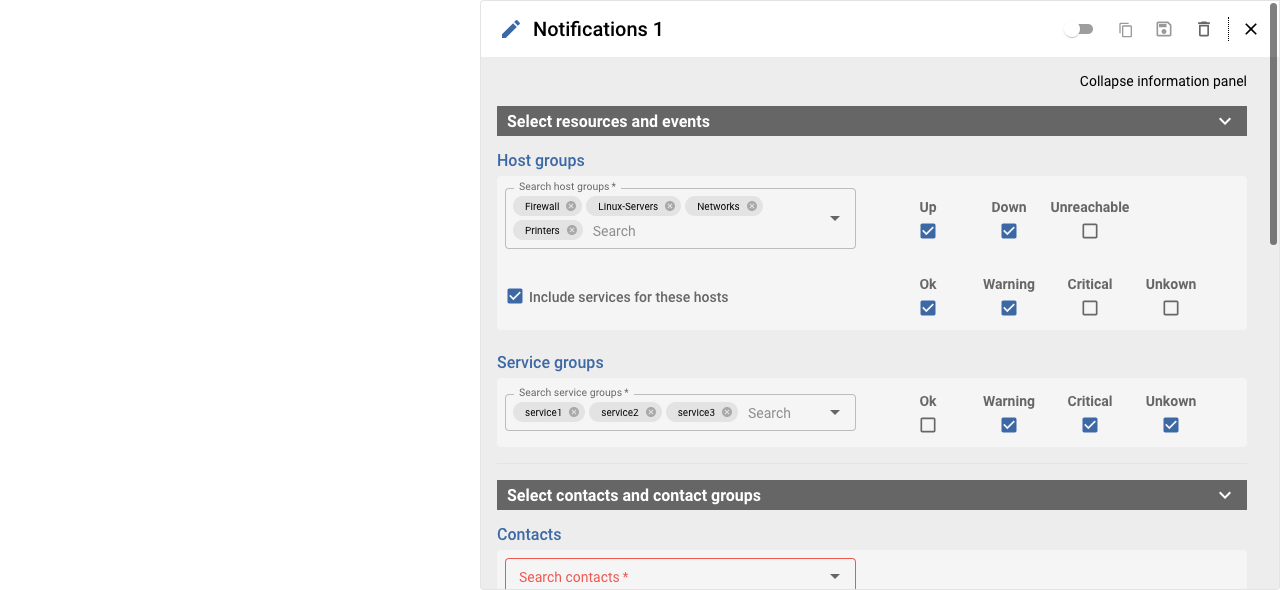 Notifications 1
Collapse information panel
Select resources and events
Host groups
Search host groups *
Firewall Linux-Servers Networks
Printers Search
Up Down Unreachable
Include services for these hosts
Ok Warning Critical Unkown
Service groups
Search service groups *
service1 service2 service3 Search
Ok Warning Critical Unkown
Select contacts and contact groups
Contacts
Search contacts *